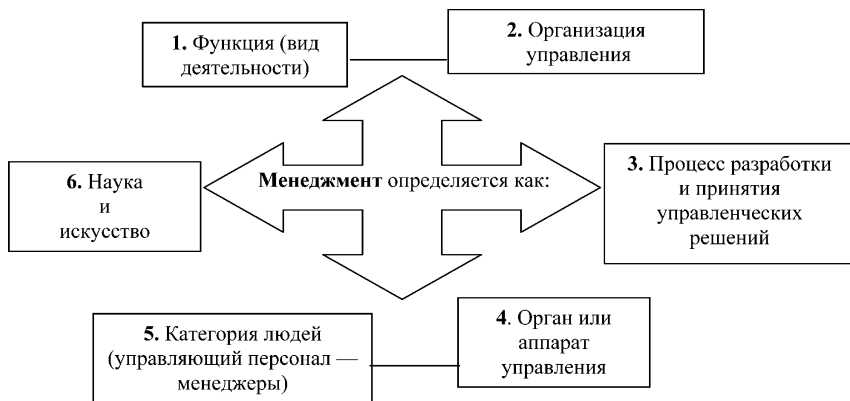 1. Функция (вид
деятельности)
2. Организация
управления
6. Наука
и
искусство
Менеджмент определяется как:
3. Процесс разработки
и принятия
управленческих
решений
5. Категория людей
(управляющий персонал —
менеджеры)
4. Орган или
аппарат
управления